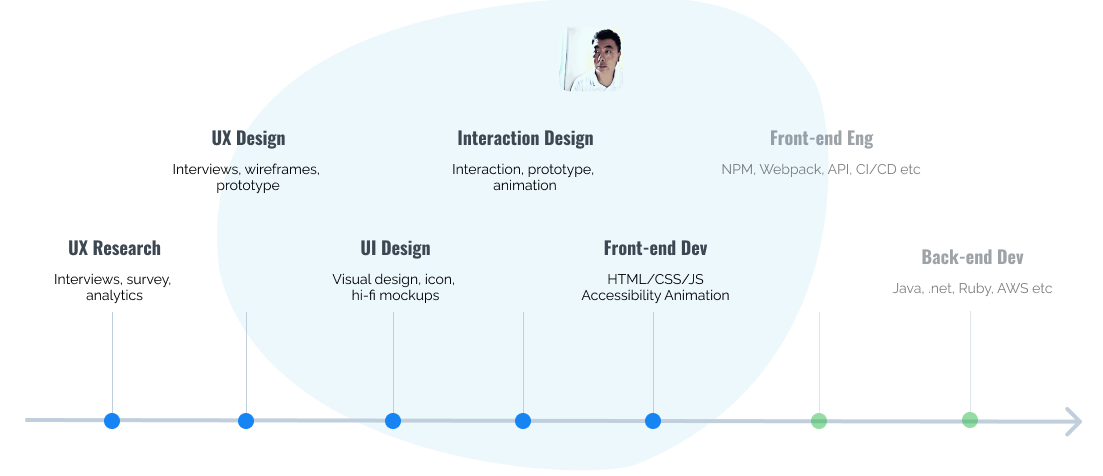 UX Design
Interviews, wireframes,
prototype
Interaction Design
Interaction, prototype,
animation
Front-end Eng
NPM, Webpack, API, CI/CD etc
UX Research
Interviews, survey,
analytics
UI Design
Visual design, icon,
hi-fi mockups
Front-end Dev
HTML/CSS/JS
Accessibility Animation
Back-end Dev
Java, .net, Ruby, AWS etc